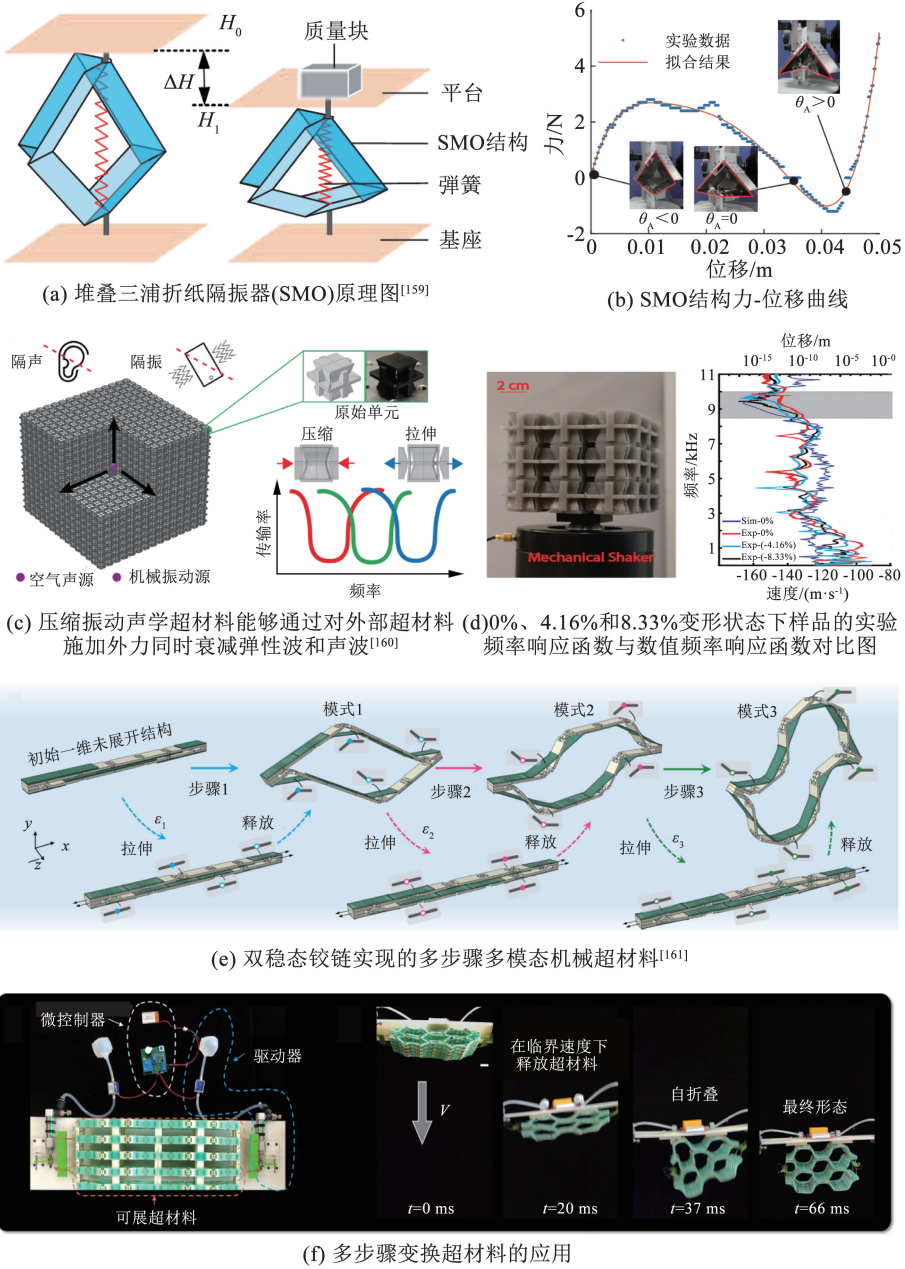 H₀
质量块
ΔH
H₁
平台
SMO结构
弹簧
基座
(a) 堆叠三浦折纸隔振器(SMO)原理图[159]
6
4
2
0
-2
力/N
实验数据
拟合结果
θA>0
θA<0
θA=0
0
0.01
0.02
0.03
0.04
0.05
位移/m
(b) SMO结构力-位移曲线
隔声
隔振
原始单元
压缩
拉伸
传输率
频率
空气声源
机械振动源
(c) 压缩振动声学超材料能够通过对外部超材料
施加外力同时衰减弹性波和声波[160]
2 cm
Mechanical Shaker
位移/m
10⁻¹⁵ 10⁻¹⁰ 10⁻⁵ 10⁻⁰
11
9
7
5
3
1
频率/kHz
Sim-0%
Exp-0%
Exp-(-4.16%)
Exp-(-8.33%)
-160 -140 -120 -100 -80
速度/(m·s⁻¹)
(d)0%、4.16%和8.33%变形状态下样品的实验
频率响应函数与数值频率响应函数对比图
初始一维未展开结构
模式1
模式2
模式3
步骤1
步骤2
步骤3
y
x
z
ε₁
拉伸
释放
ε₂
拉伸
释放
ε₃
拉伸
释放
(e) 双稳态铰链实现的多步骤多模态机械超材料[161]
微控制器
驱动器
可展超材料
V
t=0 ms
在临界速度下
释放超材料
t=20 ms
自折叠
t=37 ms
最终形态
t=66 ms
(f) 多步骤变换超材料的应用